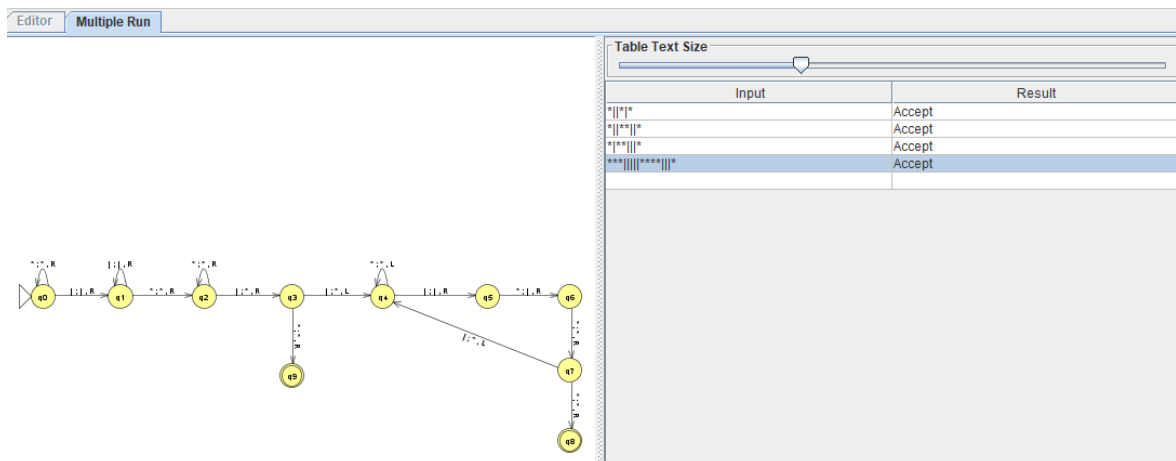 Editor
Multiple Run
Table Text Size
Input Result
*||*|* Accept
*||**||* Accept
*|**|||* Accept
***|||||****|||* Accept
* ; * , R
| ; | , R
* ; * , R
* ; * , L
q0 | ; | , R q1 * ; * , R q2 | ; * , R q3 | ; * , L q4 | ; | , R q5 * ; | , R q6
* ; * , R
| ; * , L
q7
q9
* ; * , R
q8